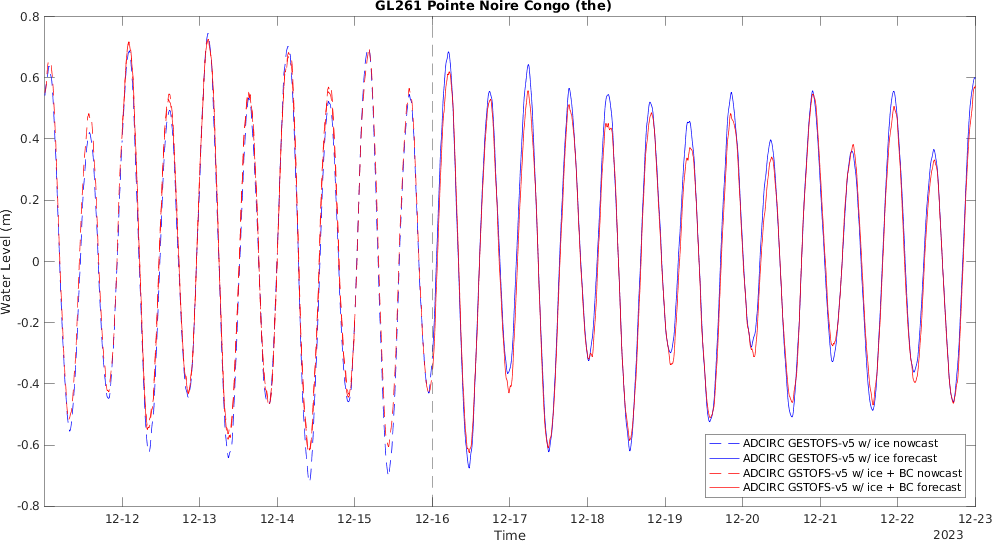 GL261 Pointe Noire Congo (the)
0.8
0.6
0.4
0.2
0
-0.2
-0.4
-0.6
-0.8
Water Level (m)
ADCIRC GESTOFS-v5 w/ ice nowcast
ADCIRC GESTOFS-v5 w/ ice forecast
ADCIRC GSTOFS-v5 w/ ice + BC nowcast
ADCIRC GSTOFS-v5 w/ ice + BC forecast
12-12 12-13 12-14 12-15 12-16 12-17 12-18 12-19 12-20 12-21 12-22 12-23
Time
2023